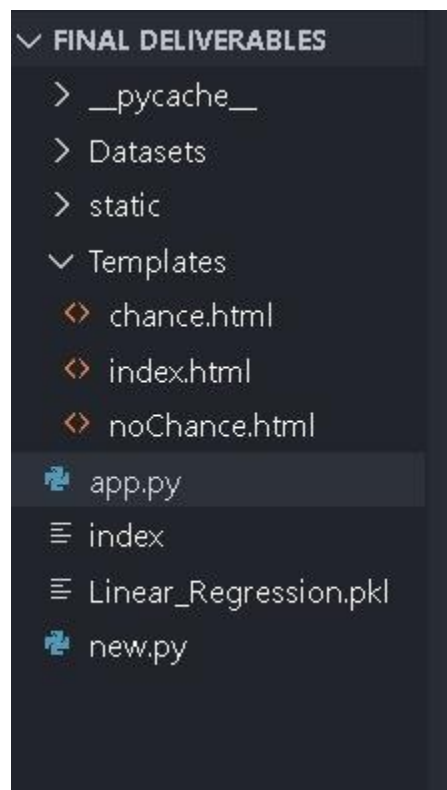 FINAL DELIVERABLES
__pycache__
Datasets
static
Templates
chance.html
index.html
noChance.html
app.py
index
Linear_Regression.pkl
new.py